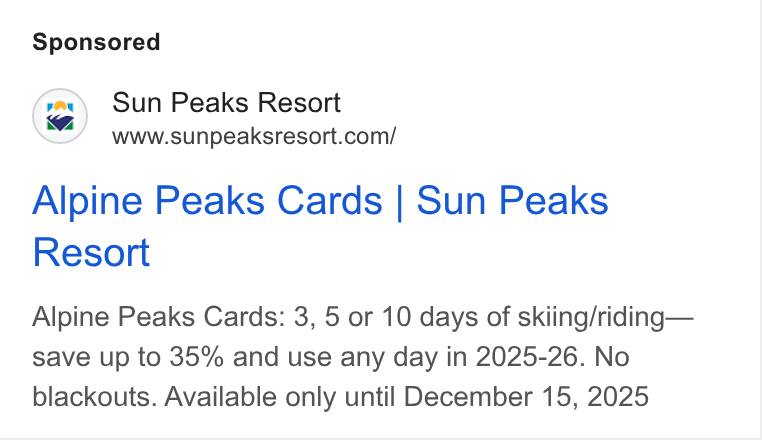 Sponsored
Sun Peaks Resort
www.sunpeaksresort.com/
Alpine Peaks Cards | Sun Peaks
Resort
Alpine Peaks Cards: 3, 5 or 10 days of skiing/riding—
save up to 35% and use any day in 2025-26. No
blackouts. Available only until December 15, 2025